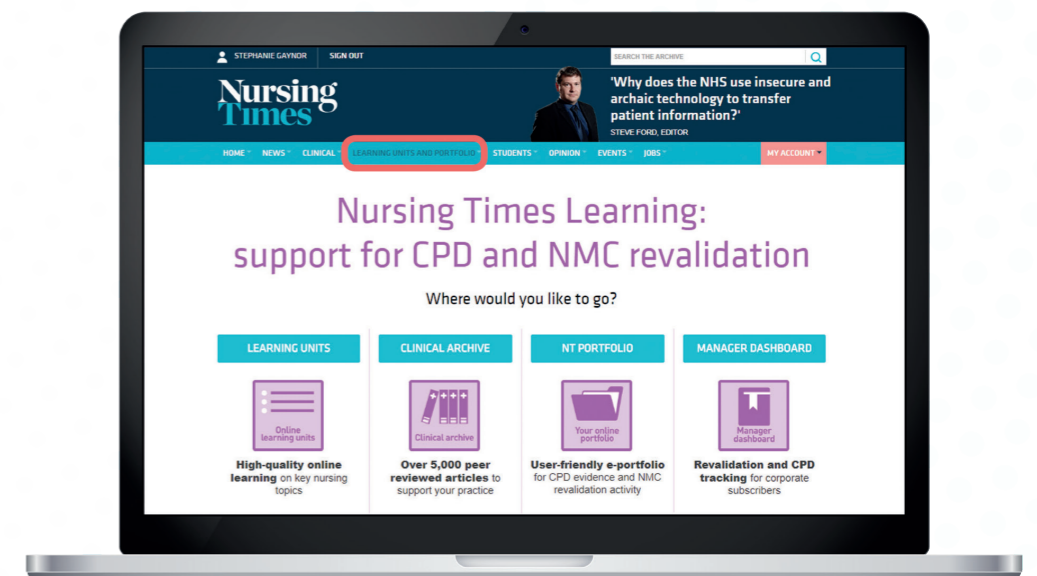 STEPHANIE GAYNOR
SIGN OUT
SEARCH THE ARCHIVE
Nursing
Times
'Why does the NHS use insecure and
archaic technology to transfer
patient information?'
STEVE FORD, EDITOR
HOME NEWS CLINICAL LEARNING UNITS AND PORTFOLIO STUDENTS OPINION EVENTS JOBS MY ACCOUNT
Nursing Times Learning:
support for CPD and NMC revalidation
Where would you like to go?
LEARNING UNITS
Online
learning units
High-quality online
learning on key nursing
topics
CLINICAL ARCHIVE
Clinical archive
Over 5,000 peer
reviewed articles to
support your practice
NT PORTFOLIO
Your online
portfolio
User-friendly e-portfolio
for CPD evidence and NMC
revalidation activity
MANAGER DASHBOARD
Manager
dashboard
Revalidation and CPD
tracking for corporate
subscribers